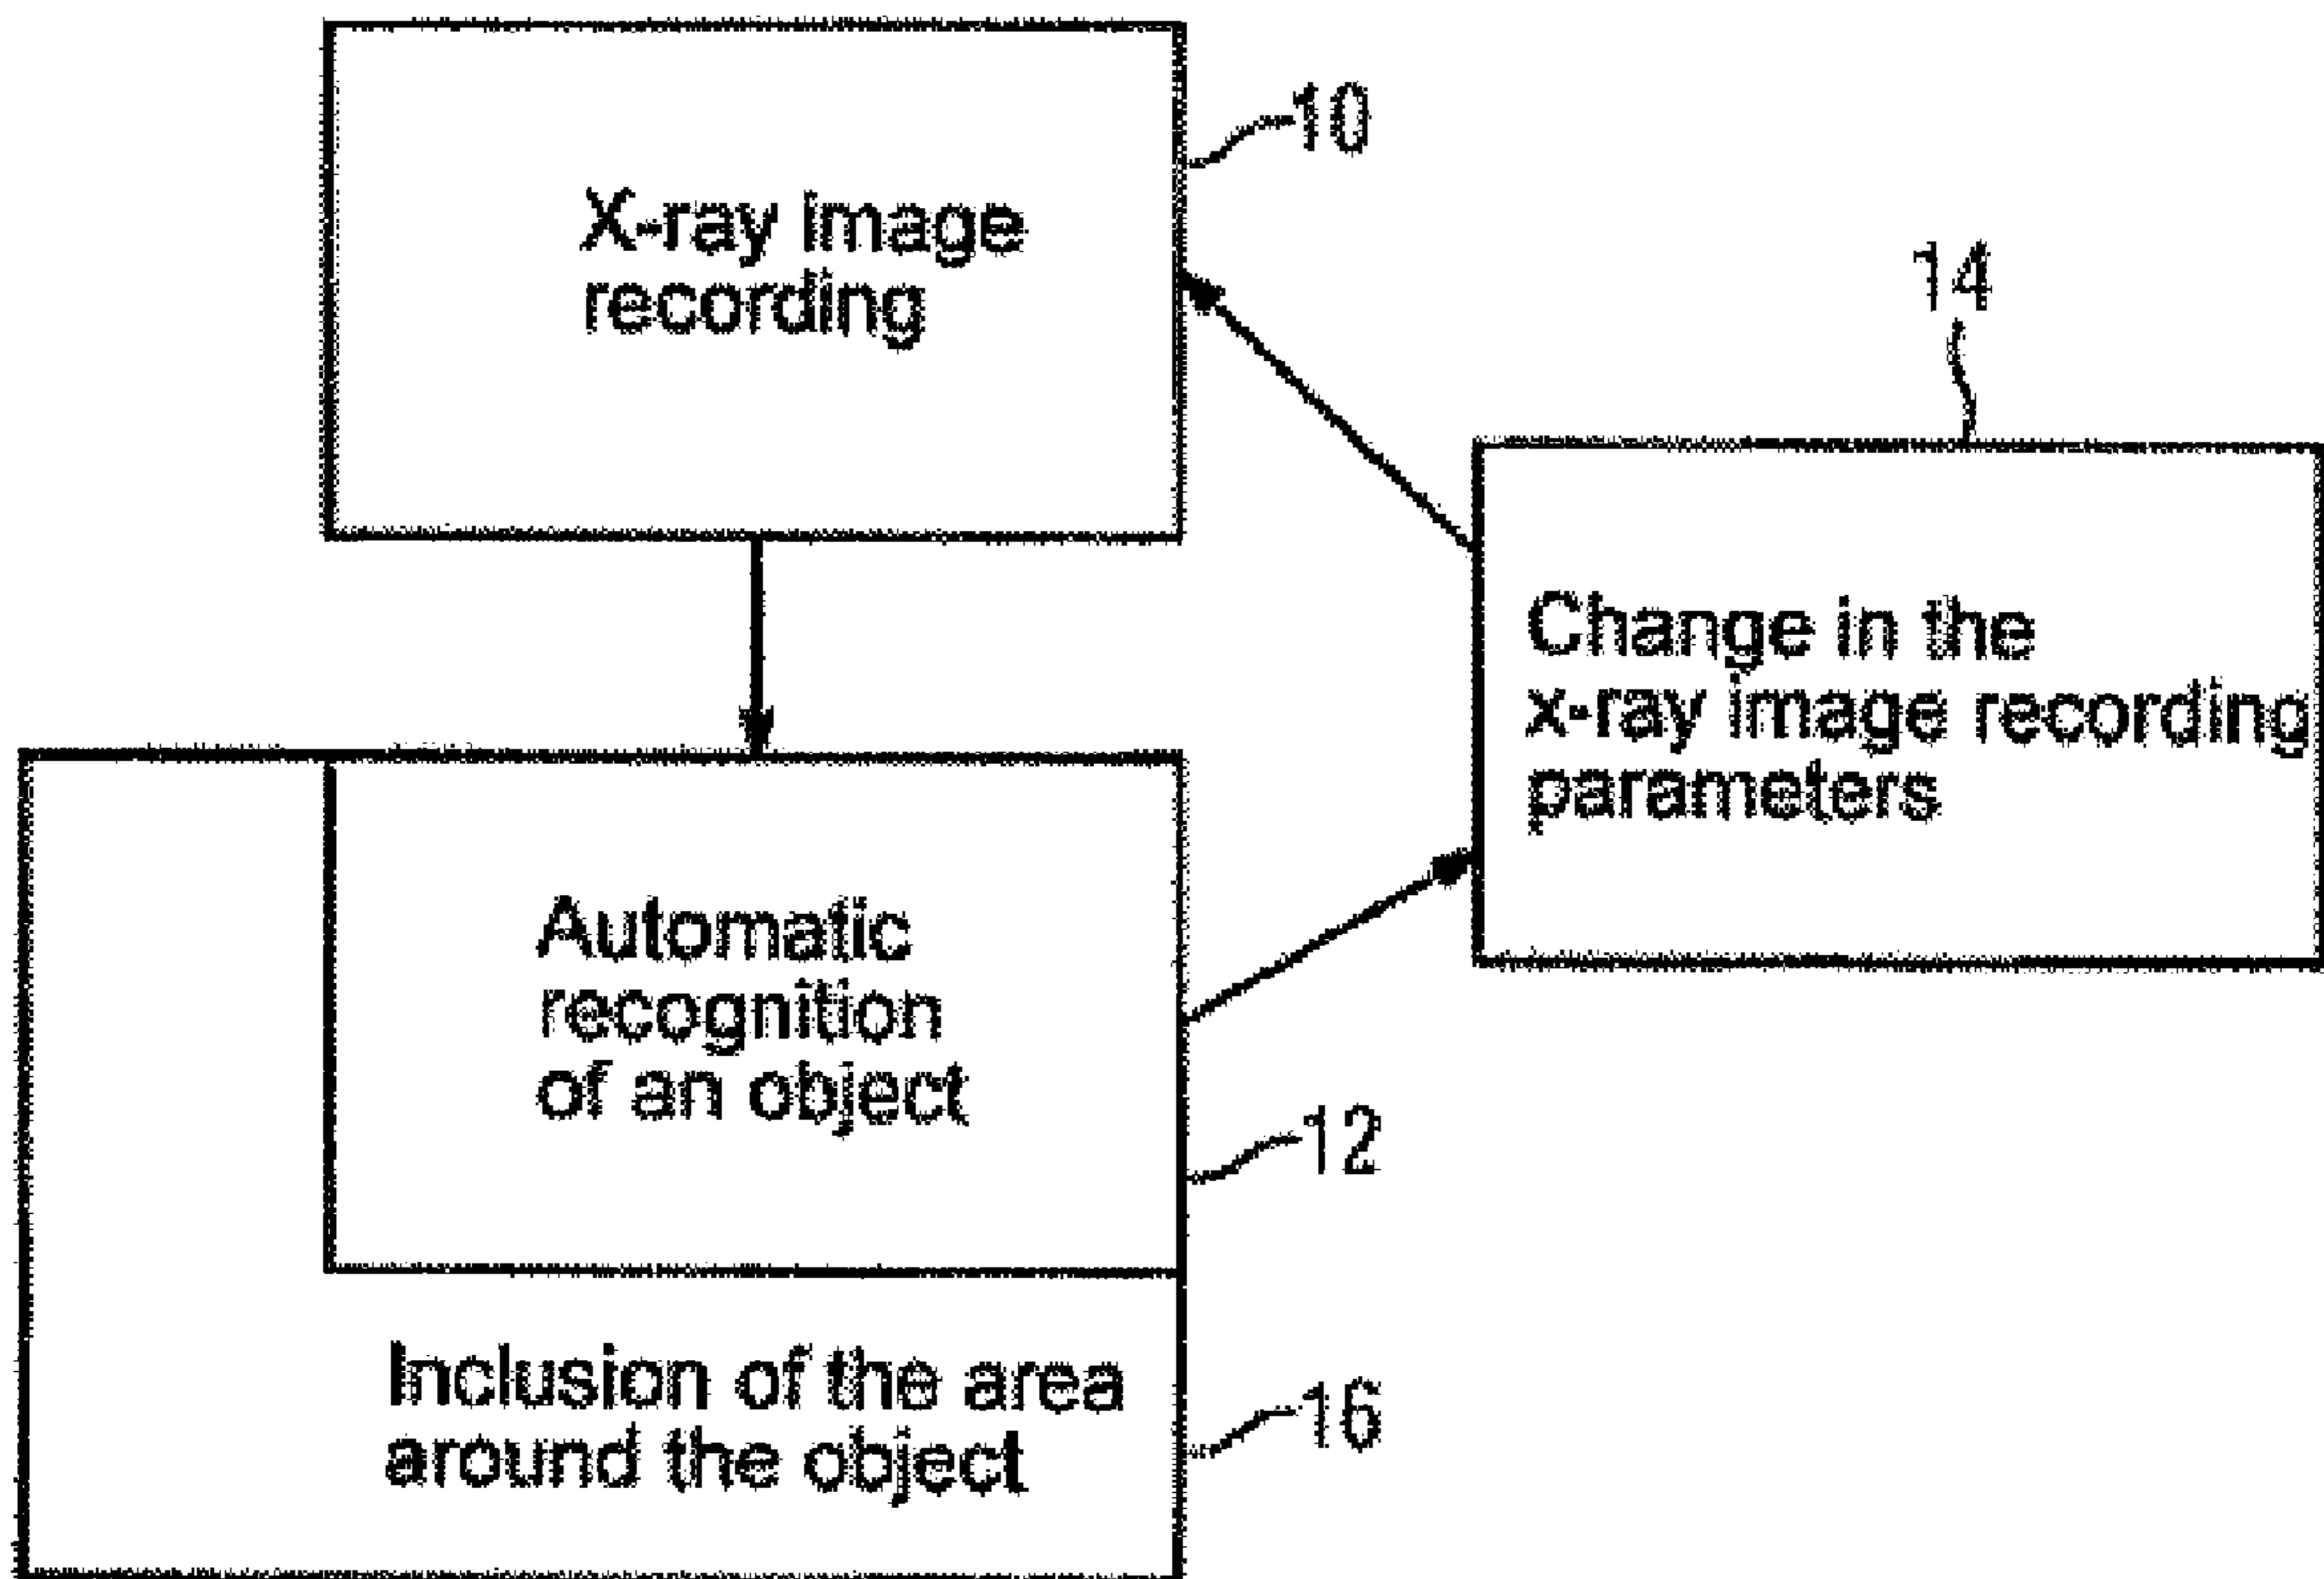 10
X-ray image
recording
14
Change in the
x-ray image recording
parameters
Automatic
recognition
of an object
12
Inclusion of the area
around the object
16